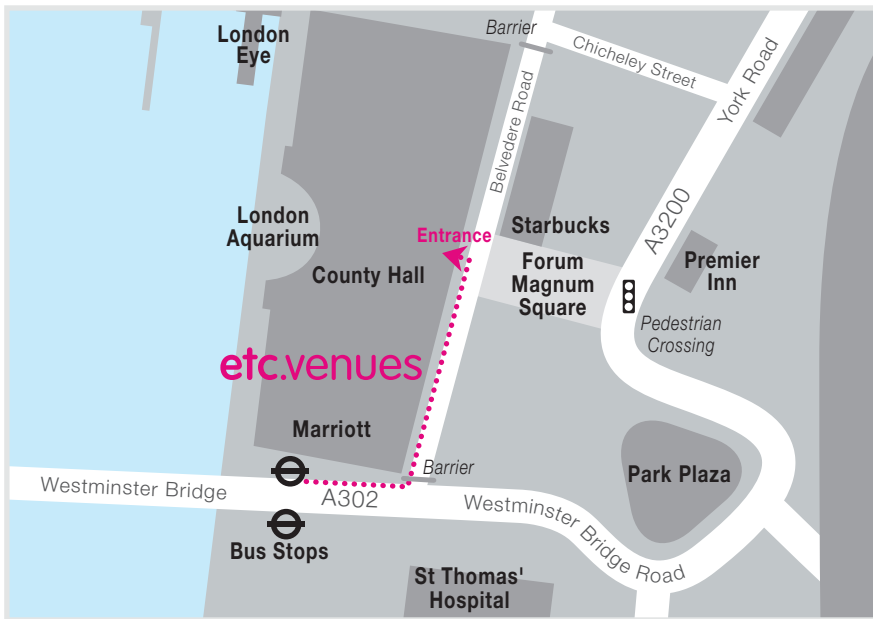 London
Eye
Barrier
Chicheley Street
York Road
Belvedere Road
London
Aquarium
Entrance
Starbucks
A3200
County Hall
Forum
Magnum
Square
Premier
Inn
Pedestrian
Crossing
etc.venues
Marriott
Barrier
Park Plaza
Westminster Bridge
A302
Westminster Bridge Road
Bus Stops
St Thomas'
Hospital